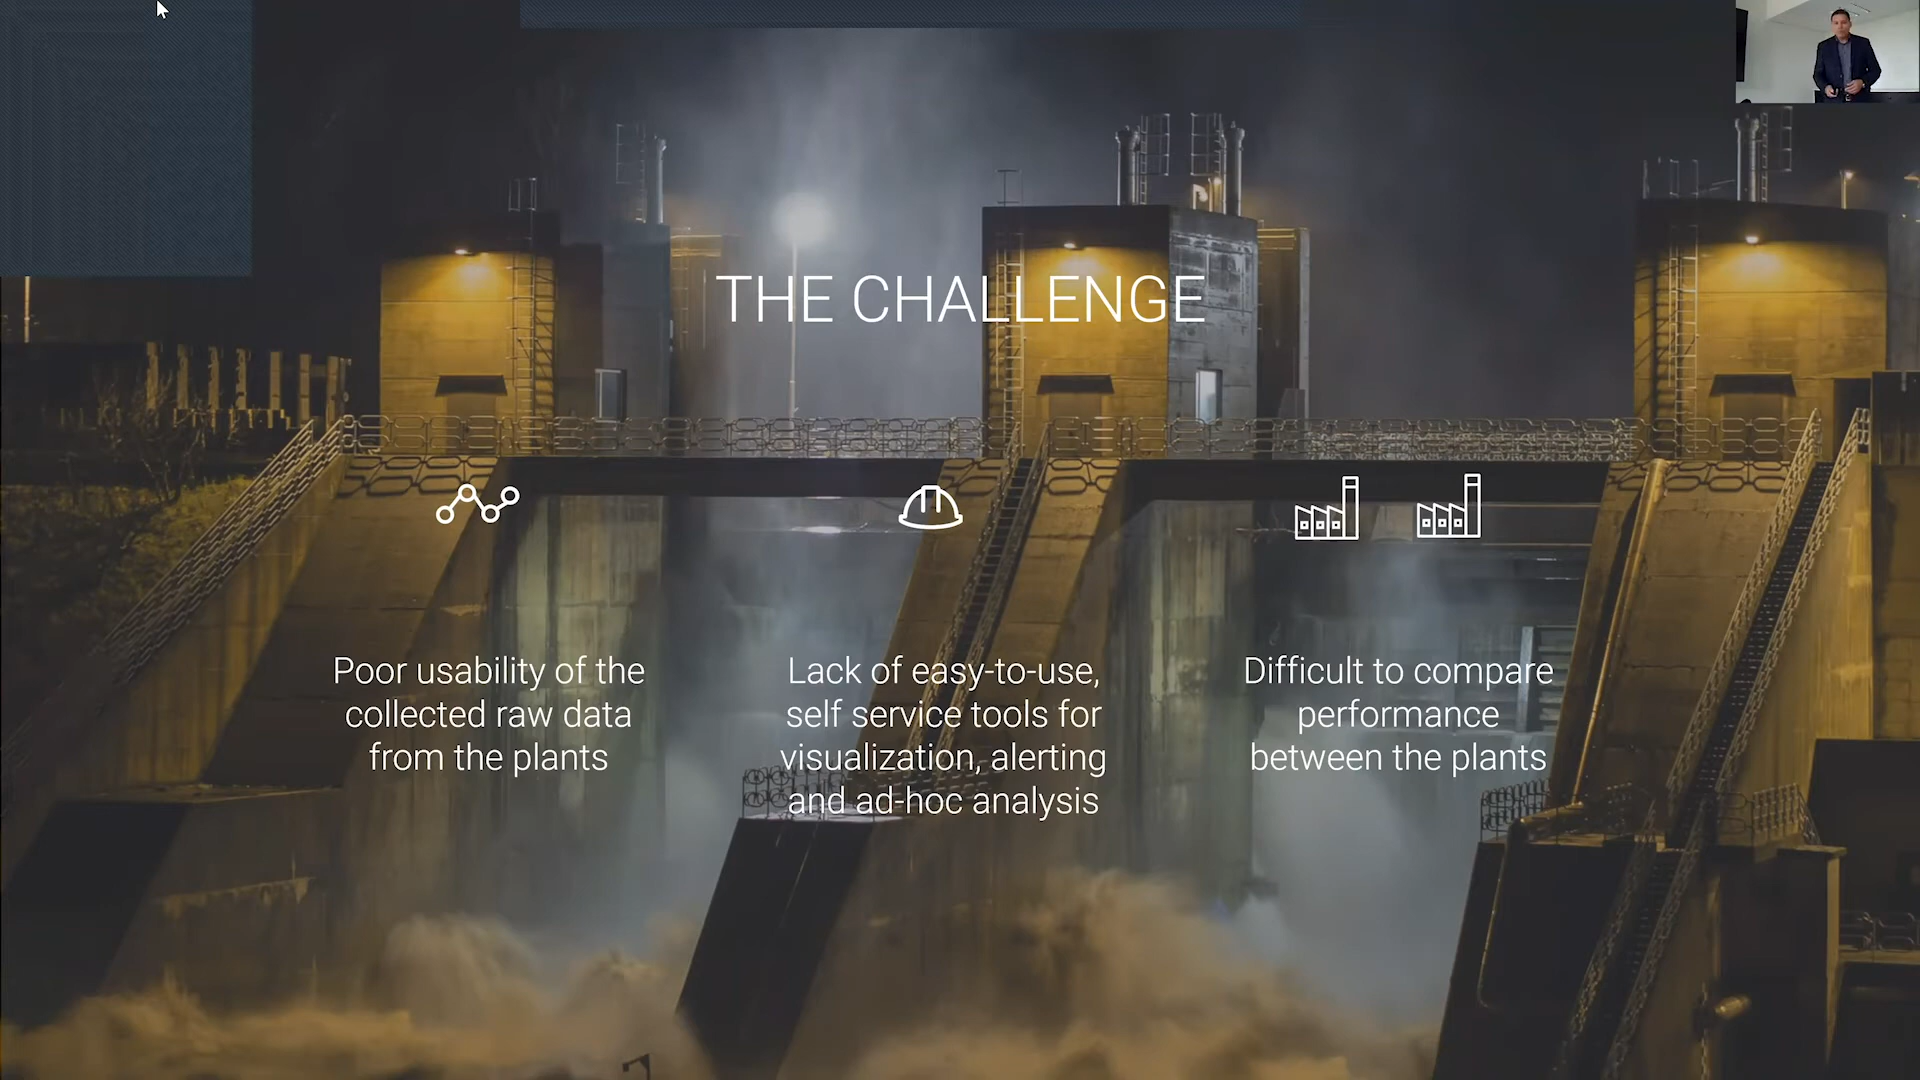 THE CHALLENGE
Poor usability of the
collected raw data
from the plants
Lack of easy-to-use,
self service tools for
visualization, alerting
and ad-hoc analysis
Difficult to compare
performance
between the plants